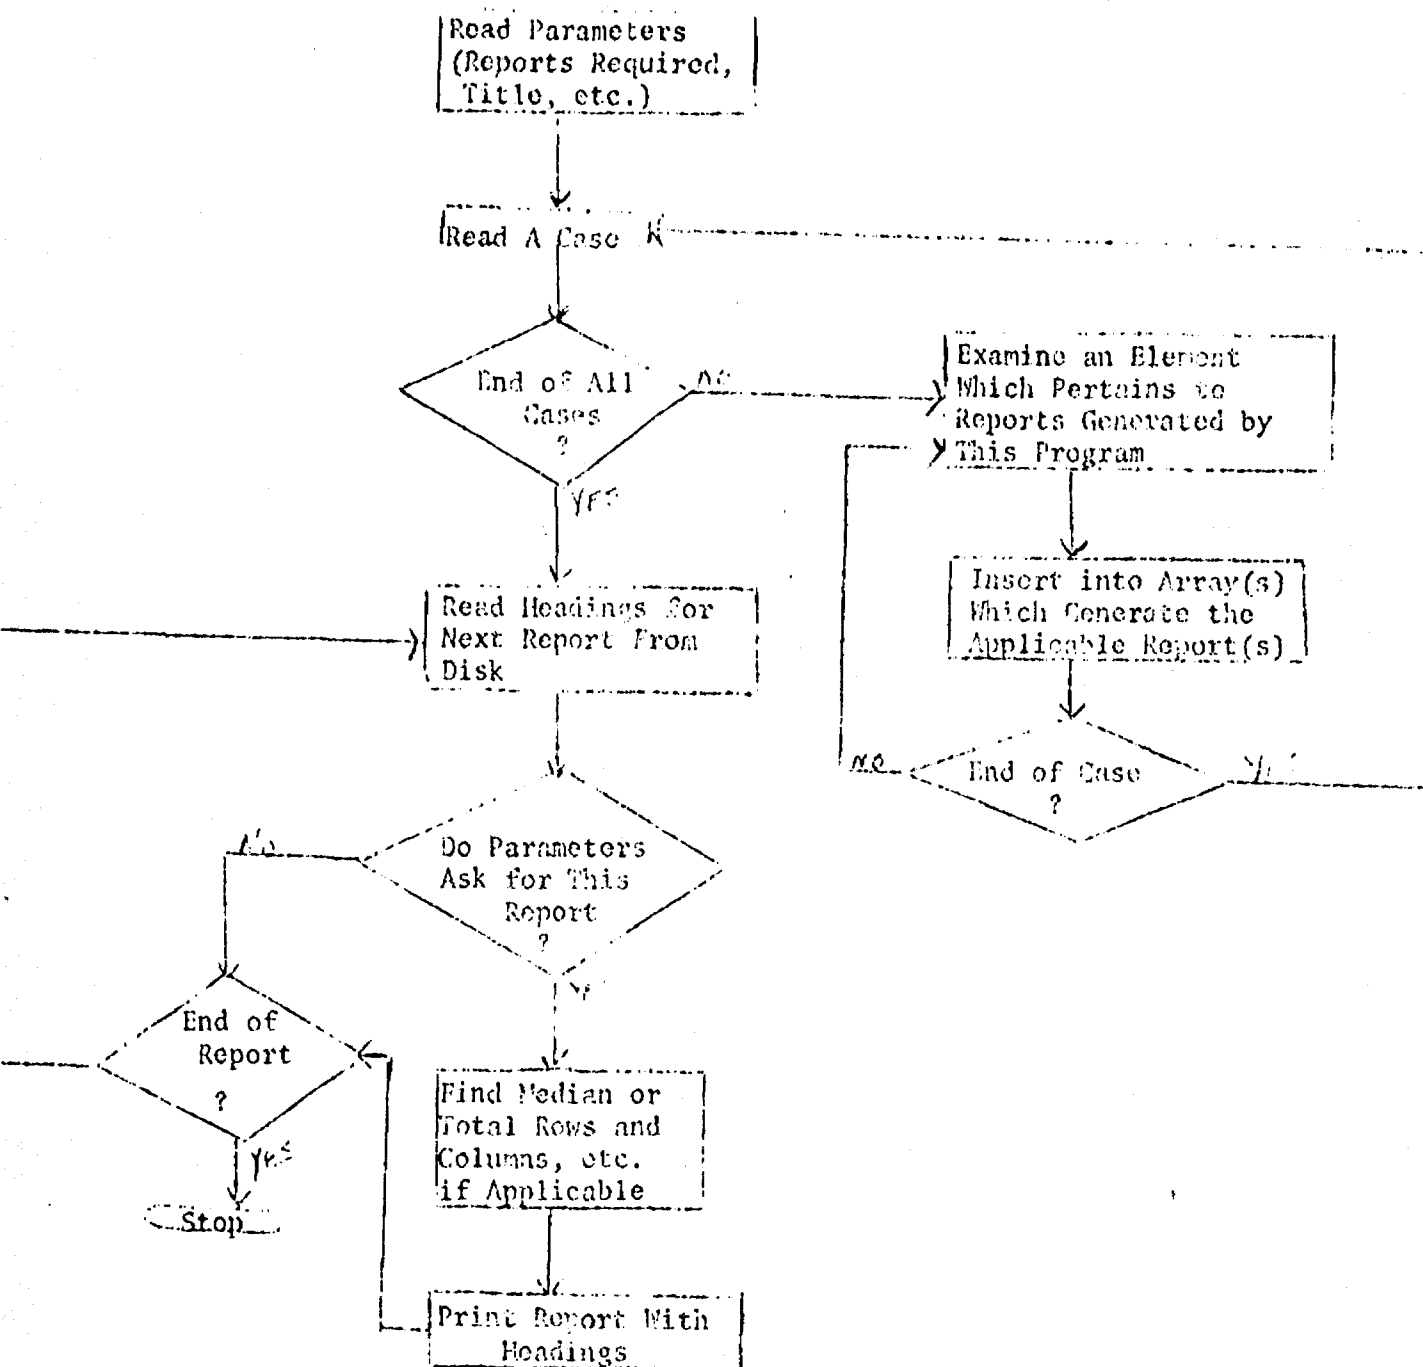 Read Parameters
(Reports Required,
Title, etc.)
Read A Case
End of All
Cases
?
NO
YES
Examine an Element
Which Pertains to
Reports Generated by
This Program
Insert into Array(s)
Which Generate the
Applicable Report(s)
End of Case
?
NO
YES
Read Headings for
Next Report From
Disk
Do Parameters
Ask for This
Report
?
NO
End of
Report
?
YES
Stop
Find Median or
Total Rows and
Columns, etc.
if Applicable
Print Report With
Headings